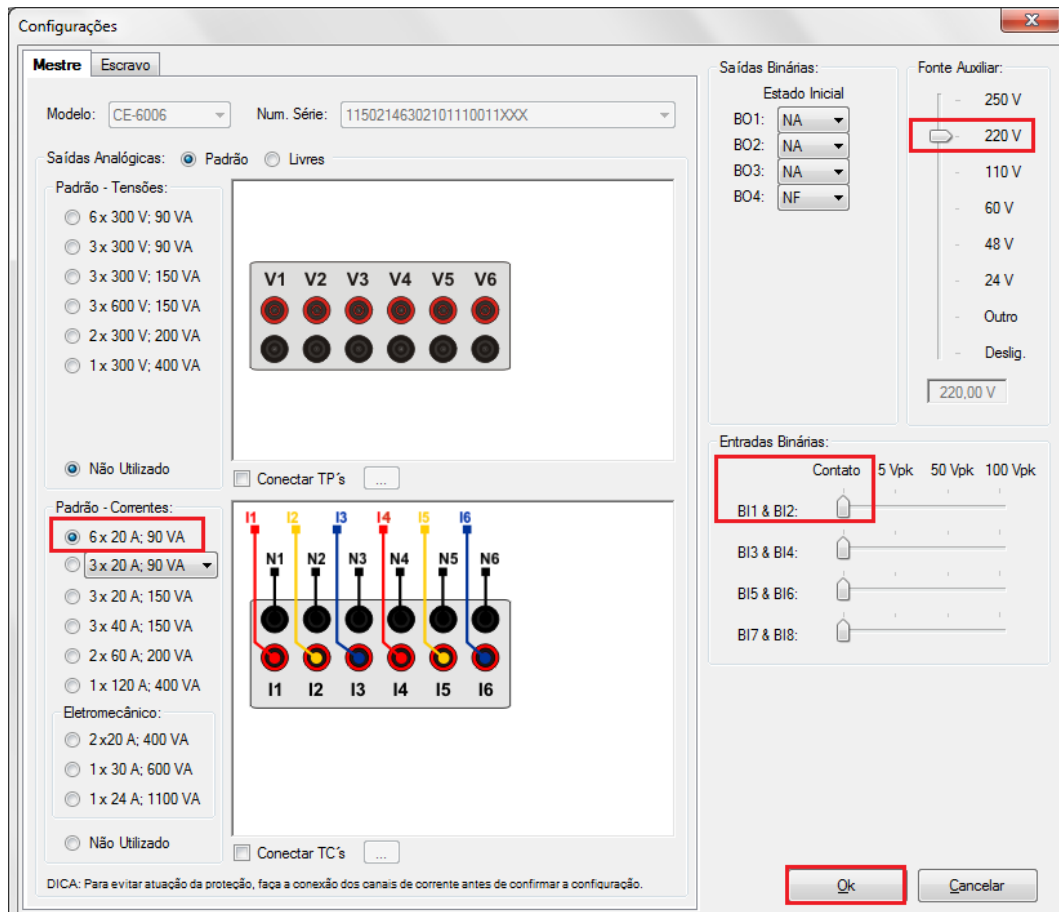 Configurações
Mestre Escravo
Modelo: CE-6006 Num. Série: 11502146302101110011XXX
Saídas Analógicas: Padrão Livres
Padrão - Tensões:
6 x 300 V; 90 VA
3 x 300 V; 90 VA
3 x 300 V; 150 VA
3 x 600 V; 150 VA
2 x 300 V; 200 VA
1 x 300 V; 400 VA
Não Utilizado
V1 V2 V3 V4 V5 V6
Conectar TP´s ...
Padrão - Correntes:
6 x 20 A; 90 VA
3 x 20 A; 90 VA
3 x 20 A; 150 VA
3 x 40 A; 150 VA
2 x 60 A; 200 VA
1 x 120 A; 400 VA
Eletromecânico:
2 x20 A; 400 VA
1 x 30 A; 600 VA
1 x 24 A; 1100 VA
Não Utilizado
I1 I2 I3 I4 I5 I6
N1 N2 N3 N4 N5 N6
I1 I2 I3 I4 I5 I6
Conectar TC´s ...
DICA: Para evitar atuação da proteção, faça a conexão dos canais de corrente antes de confirmar a configuração.
Saídas Binárias:
Estado Inicial
BO1: NA
BO2: NA
BO3: NA
BO4: NF
Fonte Auxiliar:
250 V
220 V
110 V
60 V
48 V
24 V
Outro
Deslig.
220,00 V
Entradas Binárias:
Contato 5 Vpk 50 Vpk 100 Vpk
BI1 & BI2:
BI3 & BI4:
BI5 & BI6:
BI7 & BI8:
Ok Cancelar